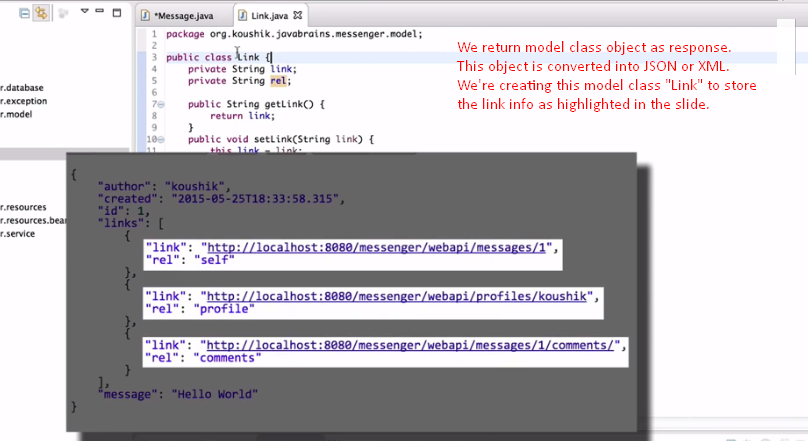 *Message.java
Link.java
1 package org.koushik.javabrains.messenger.model;
2
3 public class Link {
4 private String link;
5 private String rel;
6
7 public String getLink() {
8 return link;
9 }
10 public void setLink(String link) {
11 this.link = link;
We return model class object as response.
This object is converted into JSON or XML.
We're creating this model class "Link" to store
the link info as highlighted in the slide.
r.database
r.exception
r.model
r.resources
r.resources.bear
r.service
{
"author": "koushik",
"created": "2015-05-25T18:33:58.315",
"id": 1,
"links": [
{
"link": "http://localhost:8080/messenger/webapi/messages/1",
"rel": "self"
},
{
"link": "http://localhost:8080/messenger/webapi/profiles/koushik",
"rel": "profile"
},
{
"link": "http://localhost:8080/messenger/webapi/messages/1/comments/",
"rel": "comments"
}
],
"message": "Hello World"
}